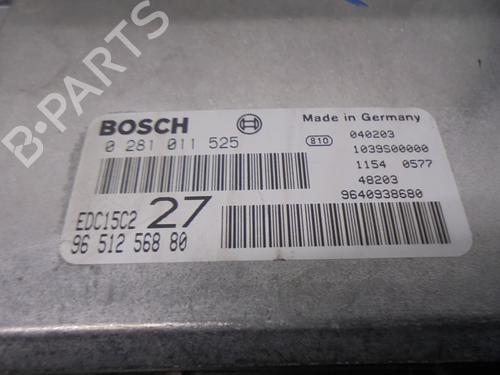 B-PARTS
BOSCH
0 281 011 525
Made in Germany
810
040203
1039S00000
1154 0577
48203
9640938680
EDC15C2 27
96 512 568 80